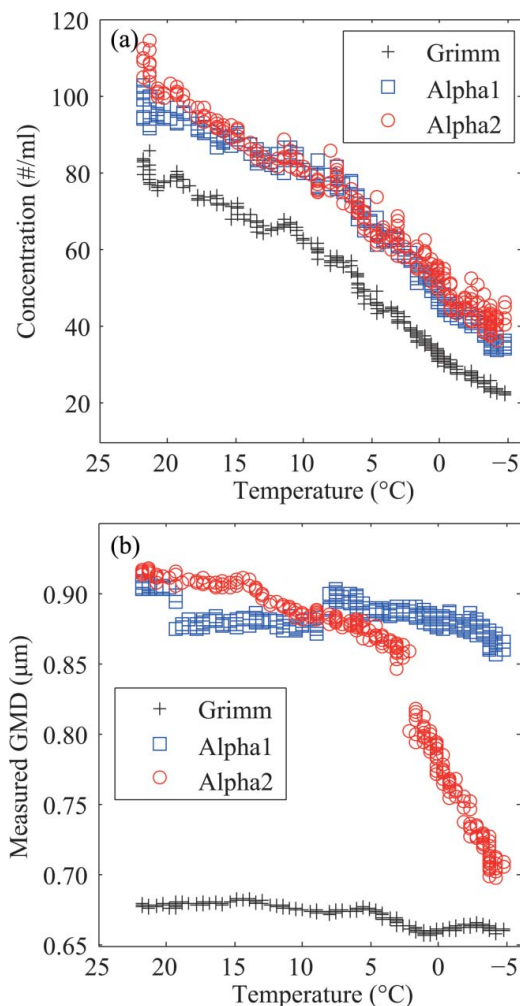 (a)
Grimm
Alpha1
Alpha2
120
100
80
60
40
20
Concentration (#/ml)
25 20 15 10 5 0 −5
Temperature (°C)
(b)
0.90
0.85
0.80
0.75
0.70
0.65
Measured GMD (μm)
Grimm
Alpha1
Alpha2
25 20 15 10 5 0 −5
Temperature (°C)